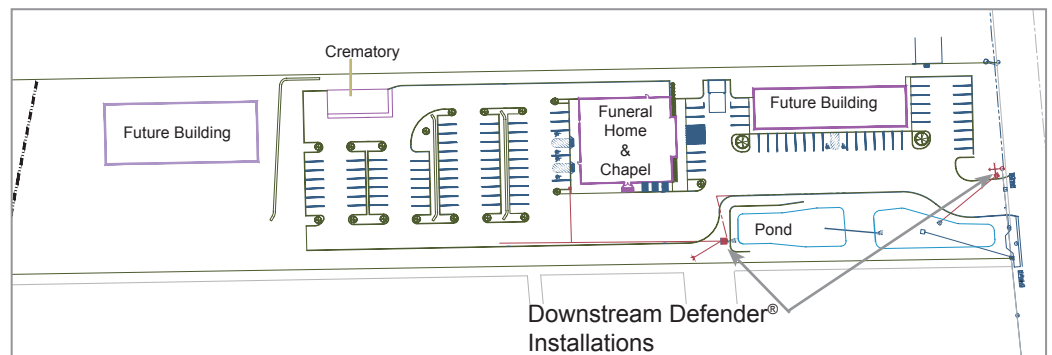 Crematory
Future Building
Funeral
Home
&
Chapel
Future Building
Pond
Downstream Defender®
Installations